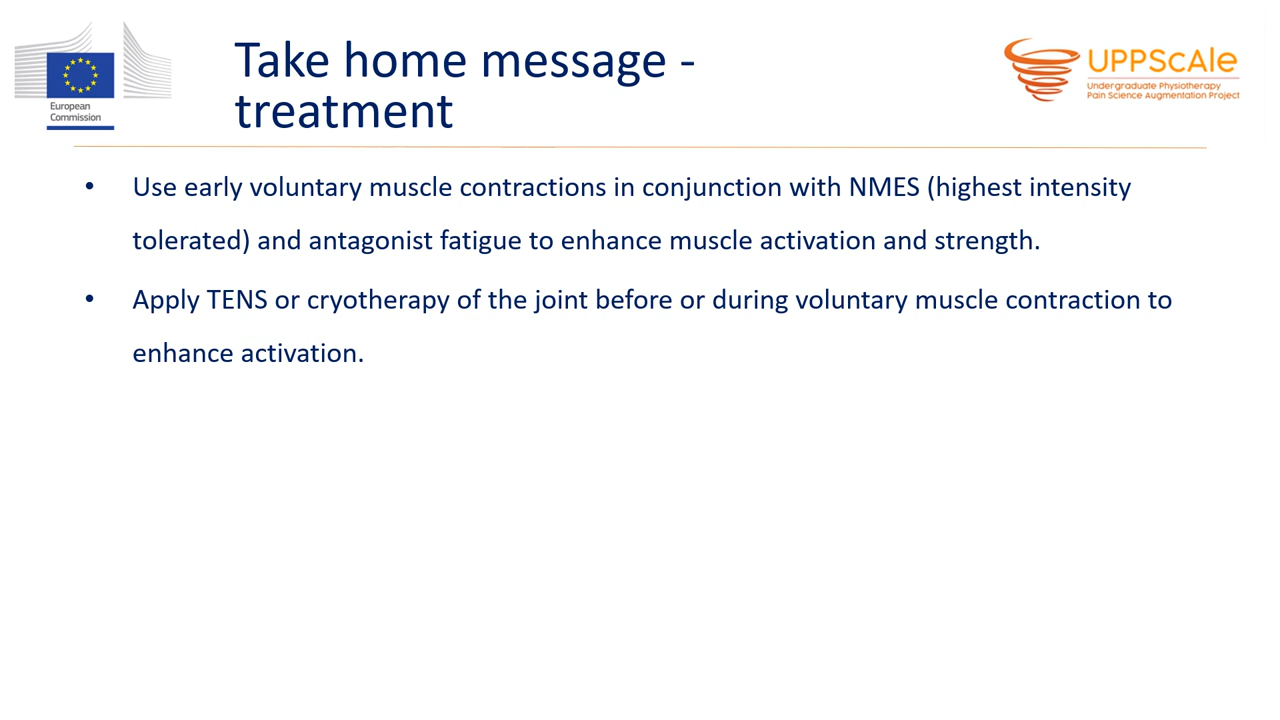 European
Commission
Take home message -
treatment
UPPSCALE
Undergraduate Physiotherapy
Pain Science Augmentation Project
• Use early voluntary muscle contractions in conjunction with NMES (highest intensity
tolerated) and antagonist fatigue to enhance muscle activation and strength.
• Apply TENS or cryotherapy of the joint before or during voluntary muscle contraction to
enhance activation.